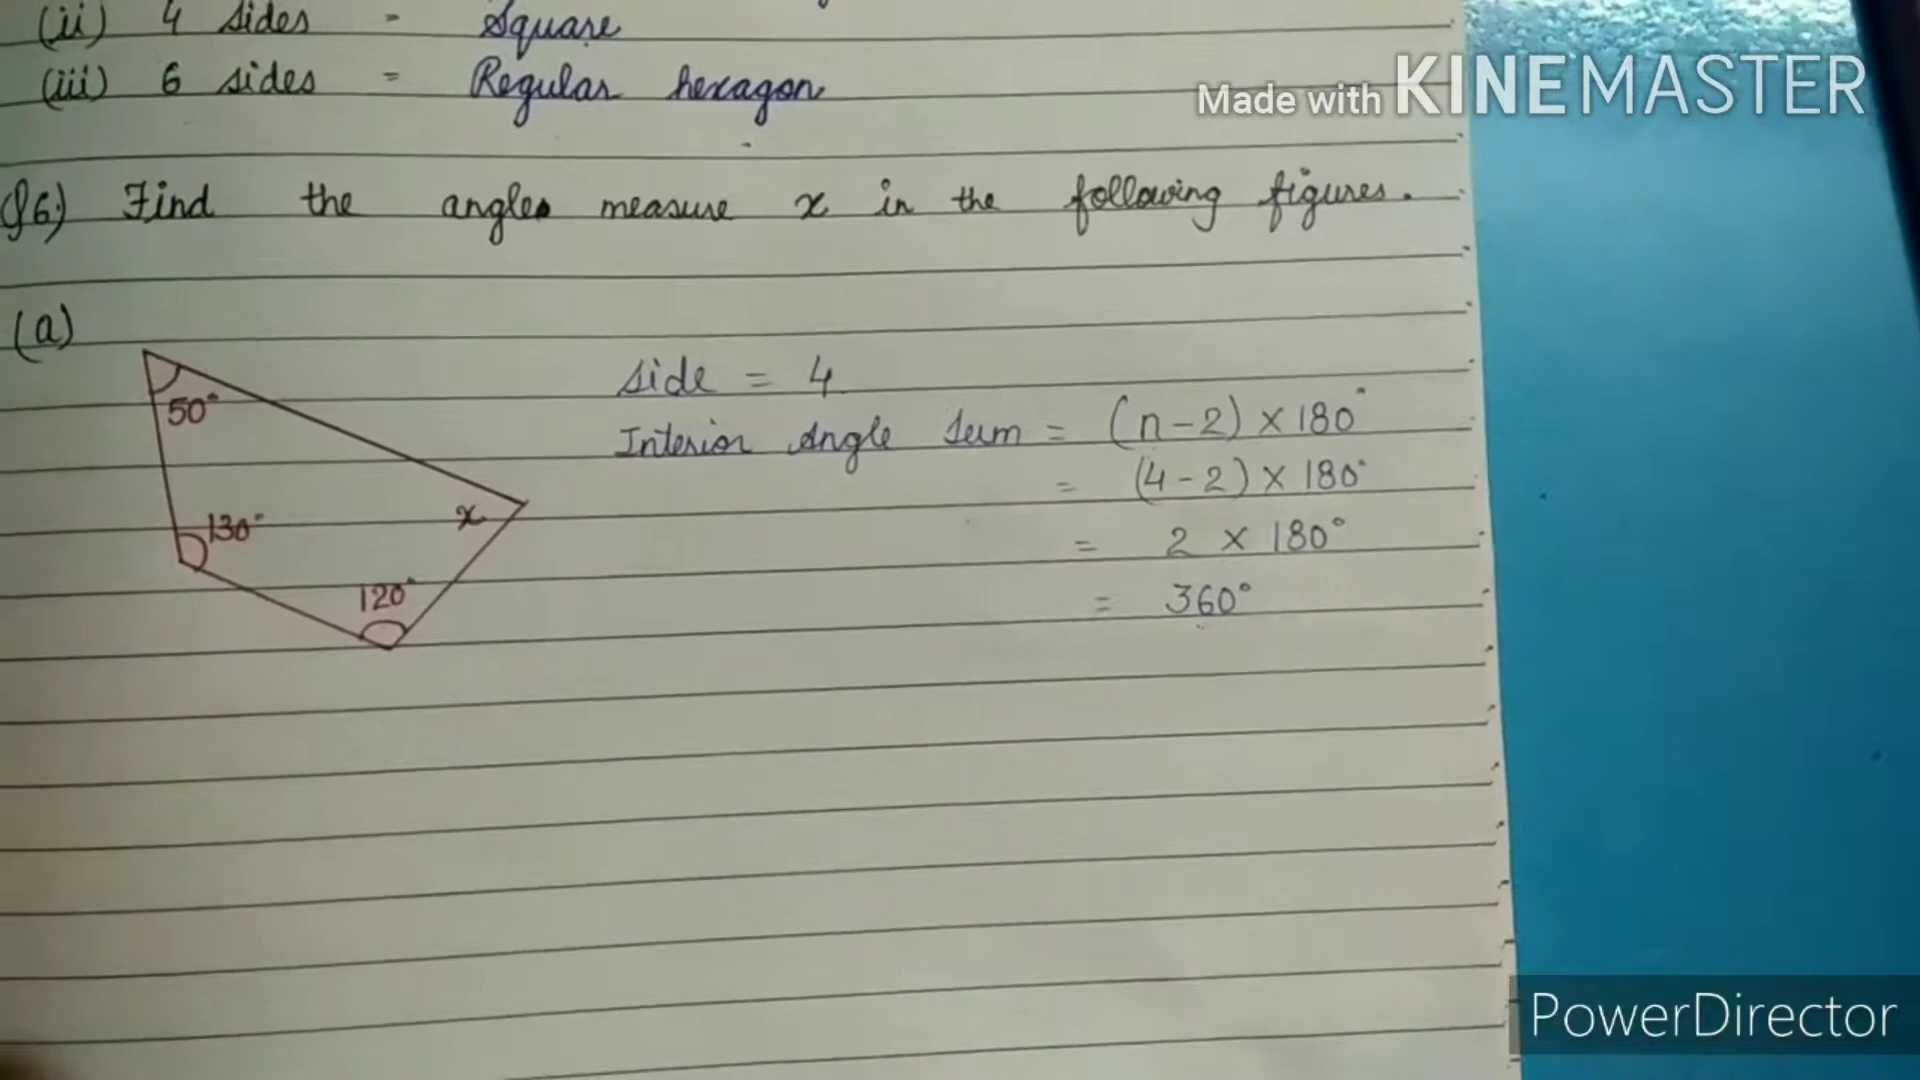 (ii) 4 sides - Square
(iii) 6 sides = Regular hexagon
Made with KINEMASTER
Q6.) Find the angle measure x in the following figures.
(a)
50°
130°
x
120°
side = 4
Interior Angle Sum = (n-2) × 180°
= (4-2) × 180°
= 2 × 180°
= 360°
PowerDirector